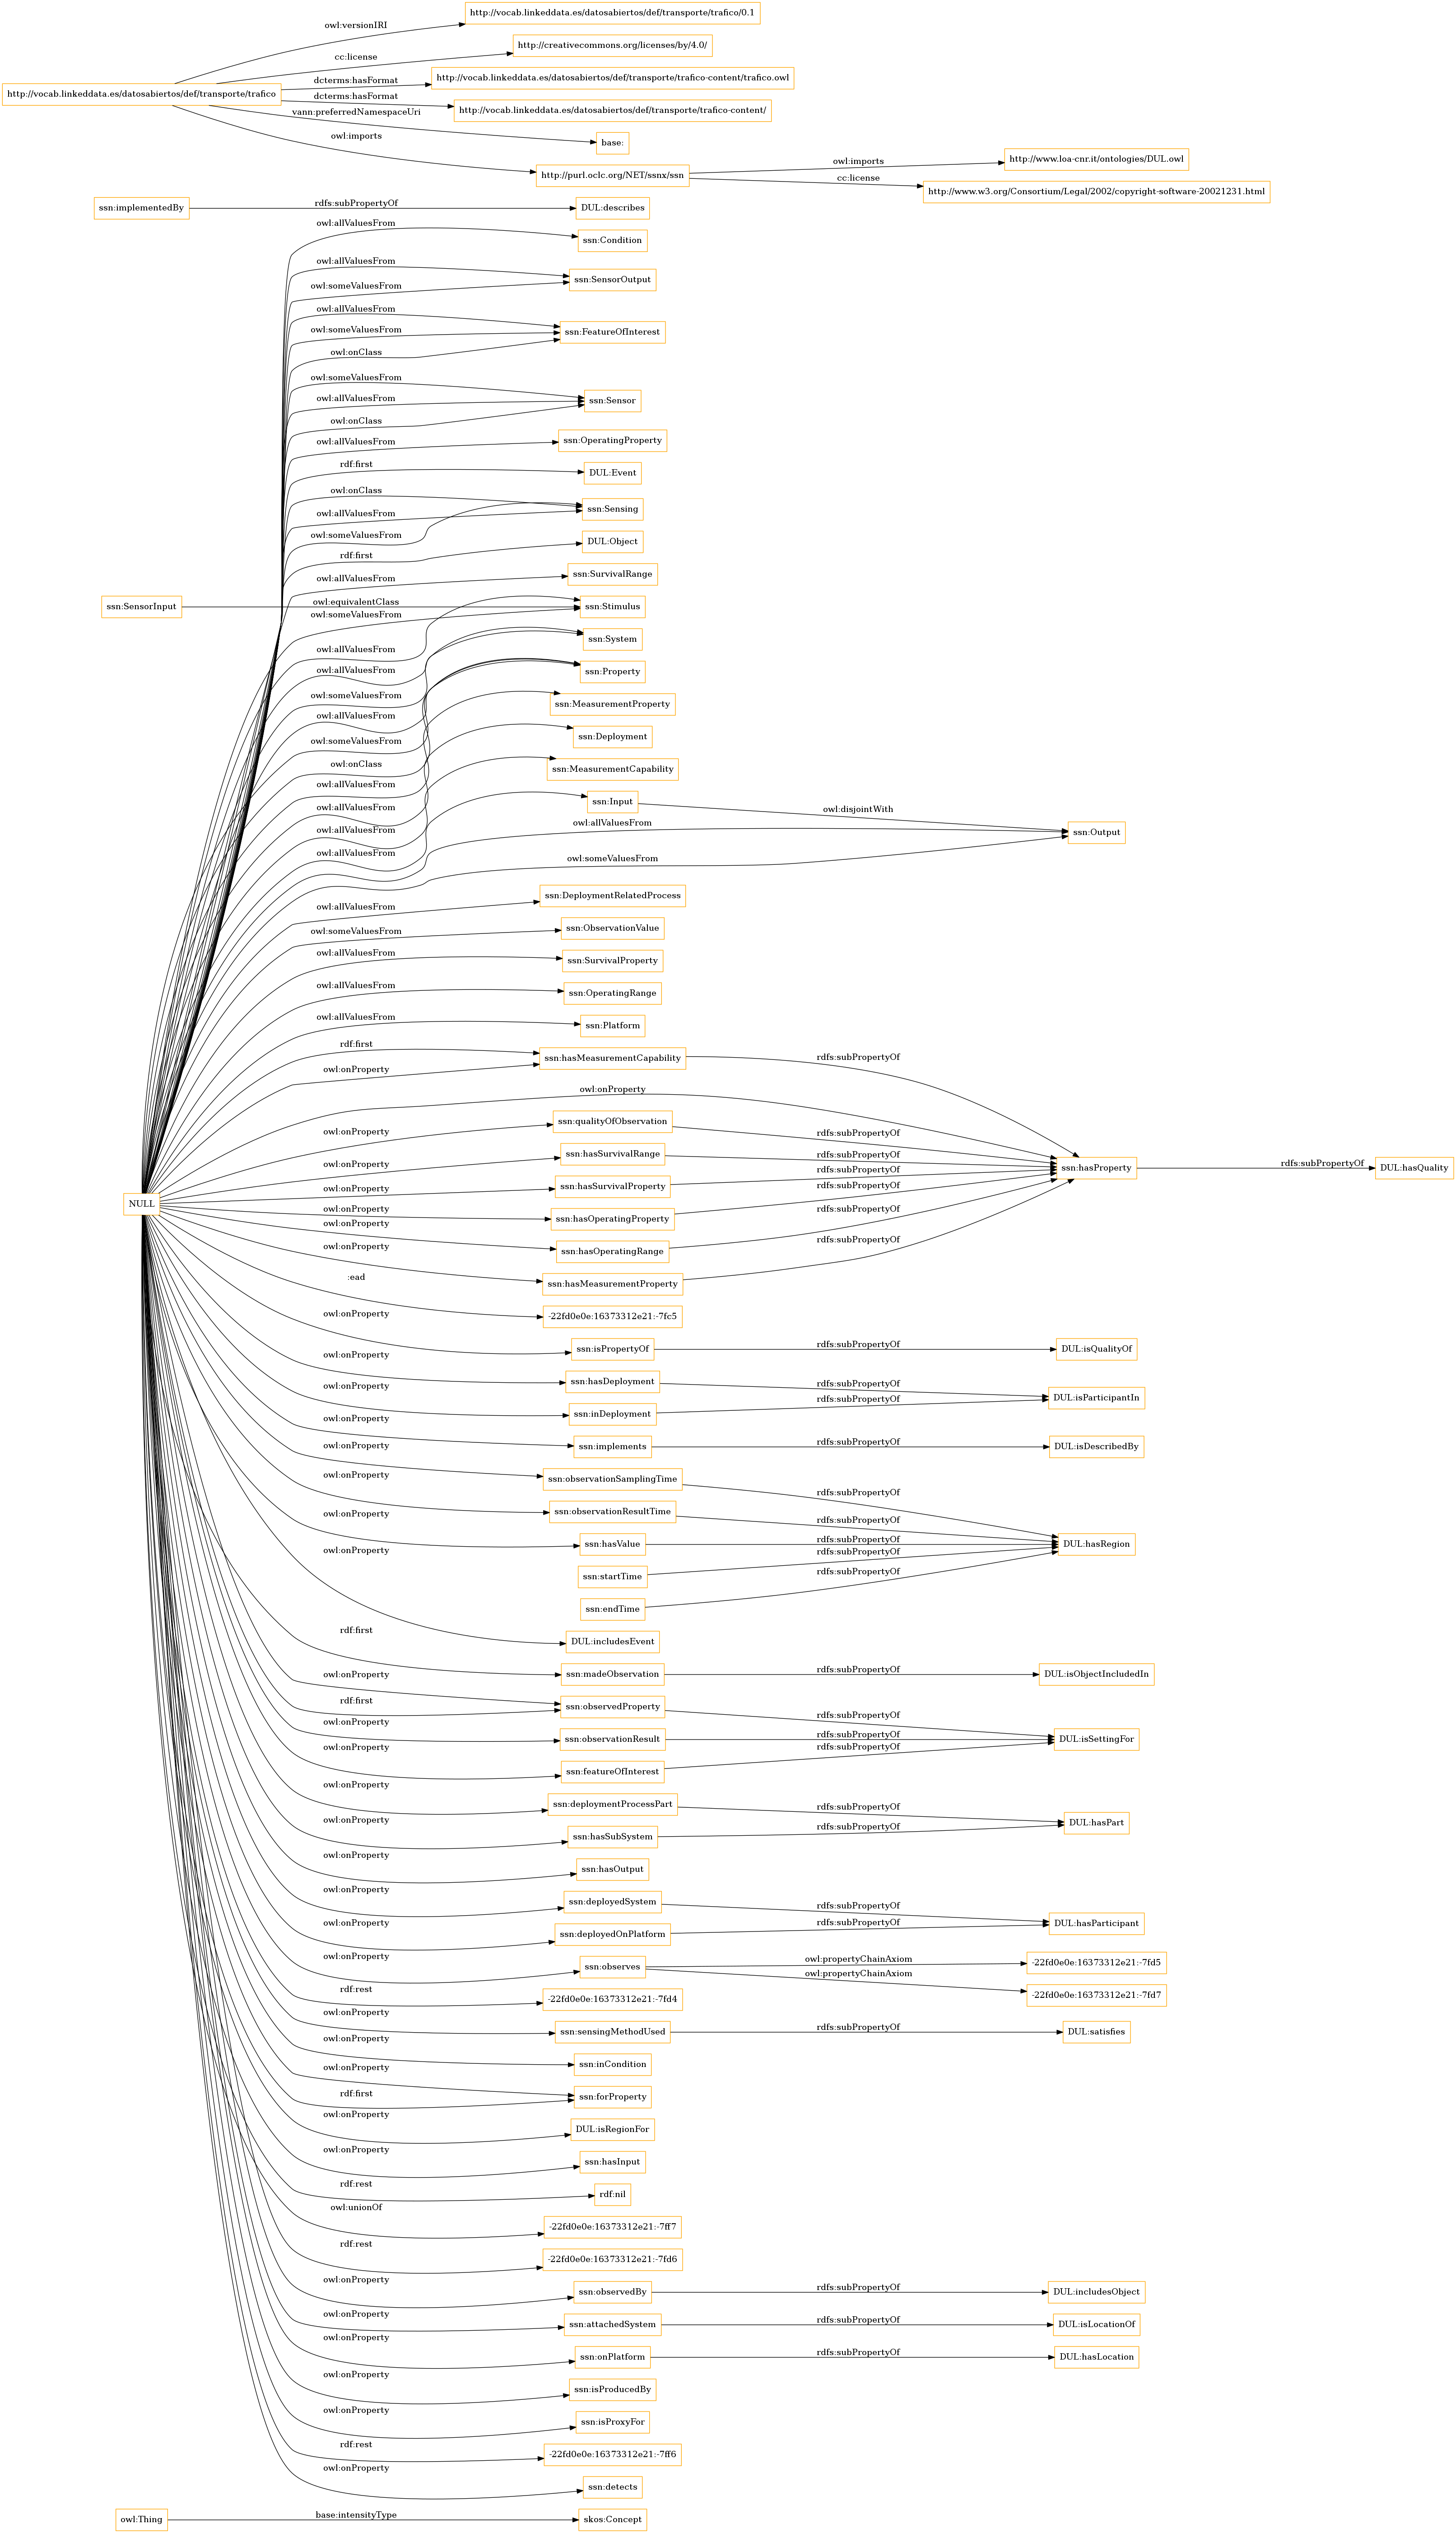 owl:versionIRI
http://vocab.linkeddata.es/datosabiertos/def/transporte/trafico/0.1
cc:license
http://creativecommons.org/licenses/by/4.0/
http://vocab.linkeddata.es/datosabiertos/def/transporte/trafico
dcterms:hasFormat
http://vocab.linkeddata.es/datosabiertos/def/transporte/trafico-content/trafico.owl
dcterms:hasFormat
http://vocab.linkeddata.es/datosabiertos/def/transporte/trafico-content/
vann:preferredNamespaceUri
base:
owl:imports
http://purl.oclc.org/NET/ssnx/ssn
owl:imports
http://www.loa-cnr.it/ontologies/DUL.owl
cc:license
http://www.w3.org/Consortium/Legal/2002/copyright-software-20021231.html
ssn:implementedBy
rdfs:subPropertyOf
DUL:describes
owl:allValuesFrom
ssn:Condition
owl:allValuesFrom
ssn:SensorOutput
owl:someValuesFrom
owl:allValuesFrom
ssn:FeatureOfInterest
owl:someValuesFrom
owl:onClass
owl:someValuesFrom
ssn:Sensor
owl:allValuesFrom
owl:onClass
owl:allValuesFrom
ssn:OperatingProperty
rdf:first
DUL:Event
owl:onClass
ssn:Sensing
owl:allValuesFrom
owl:someValuesFrom
DUL:Object
rdf:first
owl:allValuesFrom
ssn:SurvivalRange
ssn:SensorInput
owl:equivalentClass
ssn:Stimulus
owl:someValuesFrom
owl:allValuesFrom
ssn:System
owl:allValuesFrom
ssn:Property
owl:someValuesFrom
ssn:MeasurementProperty
owl:allValuesFrom
ssn:Deployment
owl:someValuesFrom
owl:onClass
ssn:MeasurementCapability
owl:allValuesFrom
ssn:Input
owl:disjointWith
owl:allValuesFrom
owl:allValuesFrom
ssn:Output
owl:allValuesFrom
owl:allValuesFrom
owl:someValuesFrom
ssn:DeploymentRelatedProcess
owl:allValuesFrom
ssn:ObservationValue
owl:someValuesFrom
owl:allValuesFrom
ssn:SurvivalProperty
owl:allValuesFrom
ssn:OperatingRange
owl:allValuesFrom
ssn:Platform
rdf:first
ssn:hasMeasurementCapability
rdfs:subPropertyOf
owl:onProperty
owl:onProperty
ssn:qualityOfObservation
owl:onProperty
rdfs:subPropertyOf
ssn:hasSurvivalRange
rdfs:subPropertyOf
owl:onProperty
ssn:hasProperty
rdfs:subPropertyOf
DUL:hasQuality
rdfs:subPropertyOf
owl:onProperty
ssn:hasSurvivalProperty
rdfs:subPropertyOf
NULL
owl:onProperty
ssn:hasOperatingProperty
rdfs:subPropertyOf
owl:onProperty
ssn:hasOperatingRange
rdfs:subPropertyOf
owl:onProperty
ssn:hasMeasurementProperty
:ead
-22fd0e0e:16373312e21:-7fc5
owl:onProperty
ssn:isPropertyOf
rdfs:subPropertyOf
DUL:isQualityOf
owl:onProperty
ssn:hasDeployment
rdfs:subPropertyOf
DUL:isParticipantIn
owl:onProperty
ssn:inDeployment
rdfs:subPropertyOf
owl:onProperty
ssn:implements
rdfs:subPropertyOf
DUL:isDescribedBy
owl:onProperty
ssn:observationSamplingTime
rdfs:subPropertyOf
owl:onProperty
ssn:observationResultTime
rdfs:subPropertyOf
owl:onProperty
ssn:hasValue
rdfs:subPropertyOf
DUL:hasRegion
ssn:startTime
rdfs:subPropertyOf
ssn:endTime
rdfs:subPropertyOf
owl:onProperty
DUL:includesEvent
rdf:first
ssn:madeObservation
rdfs:subPropertyOf
DUL:isObjectIncludedIn
owl:onProperty
ssn:observedProperty
rdfs:subPropertyOf
rdf:first
owl:onProperty
ssn:observationResult
rdfs:subPropertyOf
DUL:isSettingFor
owl:onProperty
ssn:featureOfInterest
rdfs:subPropertyOf
owl:onProperty
ssn:deploymentProcessPart
rdfs:subPropertyOf
DUL:hasPart
owl:onProperty
ssn:hasSubSystem
rdfs:subPropertyOf
owl:onProperty
ssn:hasOutput
owl:onProperty
ssn:deployedSystem
rdfs:subPropertyOf
DUL:hasParticipant
owl:onProperty
ssn:deployedOnPlatform
rdfs:subPropertyOf
owl:onProperty
ssn:observes
owl:propertyChainAxiom
-22fd0e0e:16373312e21:-7fd5
owl:propertyChainAxiom
-22fd0e0e:16373312e21:-7fd7
rdf:rest
-22fd0e0e:16373312e21:-7fd4
owl:onProperty
ssn:sensingMethodUsed
rdfs:subPropertyOf
DUL:satisfies
owl:onProperty
ssn:inCondition
owl:onProperty
ssn:forProperty
rdf:first
owl:onProperty
DUL:isRegionFor
owl:onProperty
ssn:hasInput
rdf:rest
rdf:nil
owl:unionOf
-22fd0e0e:16373312e21:-7ff7
rdf:rest
-22fd0e0e:16373312e21:-7fd6
owl:onProperty
ssn:observedBy
rdfs:subPropertyOf
DUL:includesObject
owl:onProperty
ssn:attachedSystem
rdfs:subPropertyOf
DUL:isLocationOf
owl:onProperty
ssn:onPlatform
rdfs:subPropertyOf
DUL:hasLocation
owl:onProperty
ssn:isProducedBy
owl:onProperty
ssn:isProxyFor
rdf:rest
-22fd0e0e:16373312e21:-7ff6
owl:onProperty
ssn:detects
owl:Thing
base:intensityType
skos:Concept